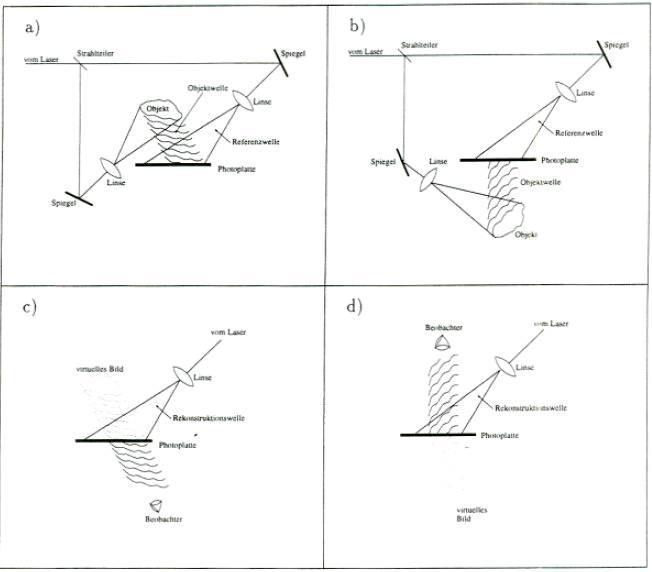 a)
Strahlteiler
Spiegel
vom Laser
Objektwelle
Objekt
Linse
Referenzwelle
Photoplatte
Linse
Spiegel
b)
Strahlteiler
Spiegel
vom Laser
Linse
Referenzwelle
Spiegel
Linse
Photoplatte
Objektwelle
Objekt
c)
vom Laser
virtuelles Bild
Linse
Rekonstruktionswelle
Photoplatte
Beobachter
d)
Beobachter
vom Laser
Linse
Rekonstruktionswelle
Photoplatte
virtuelles
Bild